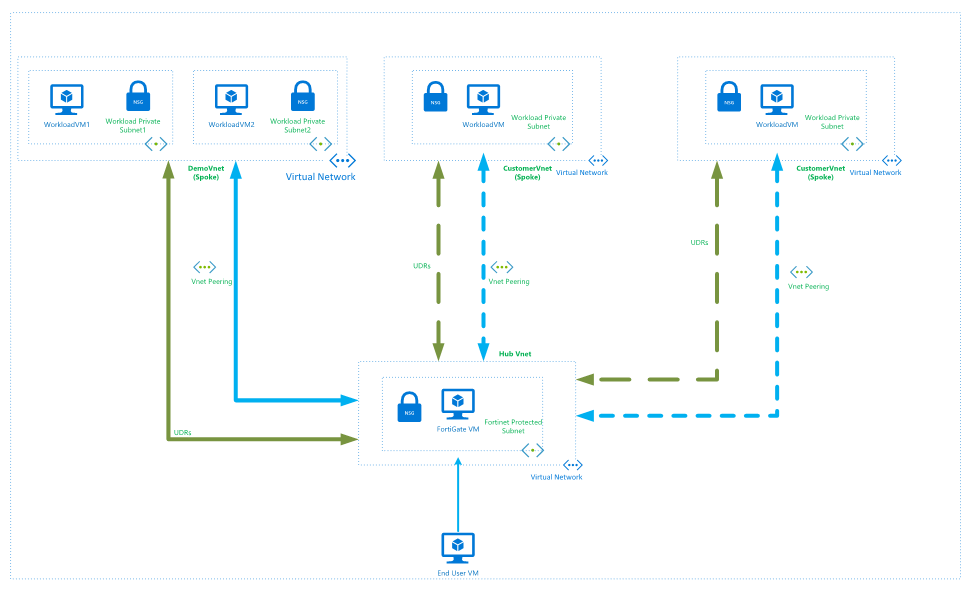 NSG
NSG
NSG
NSG
WorkloadVM1
Workload Private
Subnet1
WorkloadVM2
Workload Private
Subnet2
WorkloadVM
Workload Private
Subnet
WorkloadVM
Workload Private
Subnet
DemoVnet
(Spoke)
Virtual Network
CustomerVnet
(Spoke)
Virtual Network
CustomerVnet
(Spoke)
Virtual Network
UDRs
UDRs
Vnet Peering
Vnet Peering
Vnet Peering
Hub Vnet
NSG
FortiGate VM
Fortinet Protected
Subnet
UDRs
Virtual Network
End User VM